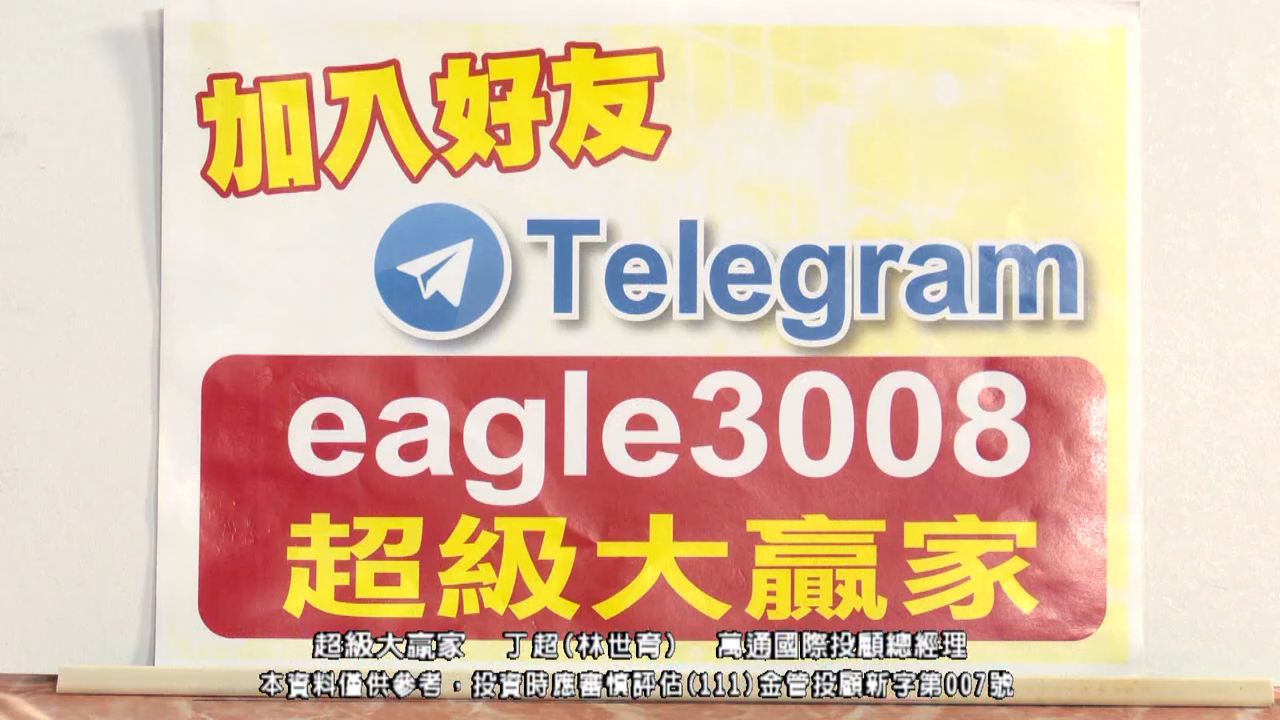 加入好友
Telegram
eagle3008
超級大贏家
超級大贏家 丁超(林世育) 萬通國際投顧總經理
本資料僅供參考，投資時應審慎評估(111)金管投顧新字第007號